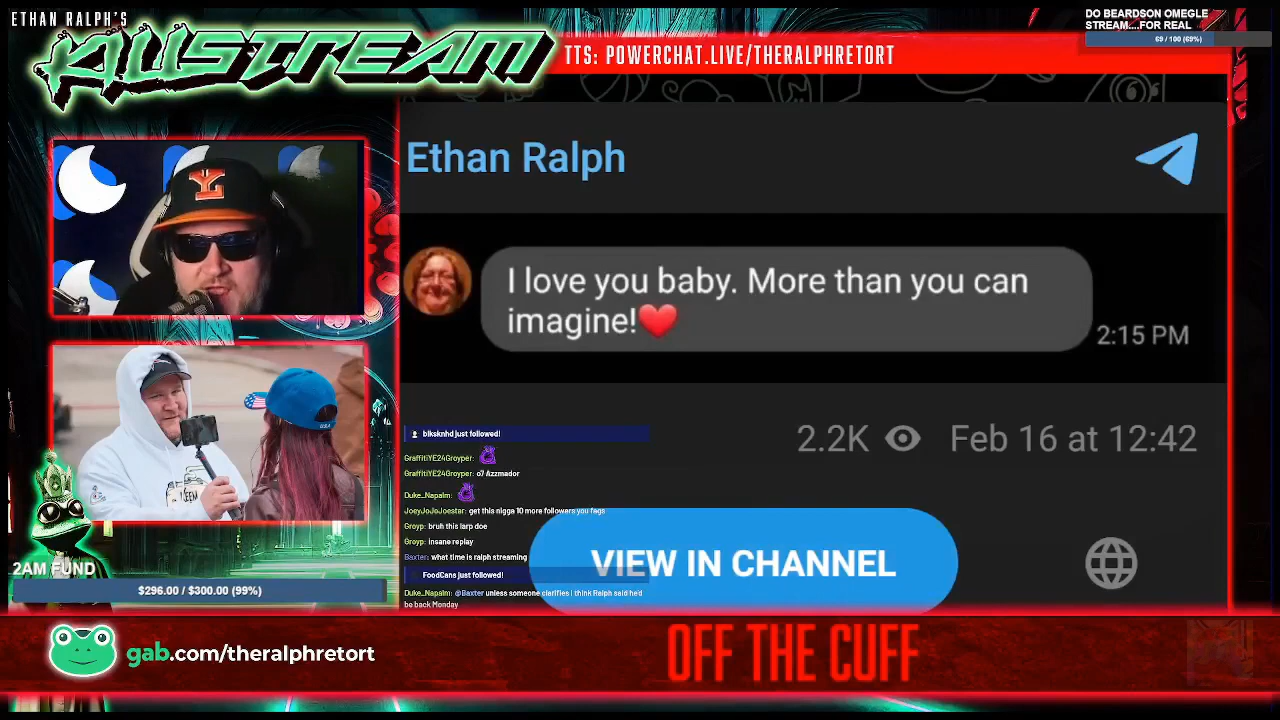 ETHAN RALPH'S
KILLSTREAM
TTS: POWERCHAT.LIVE/THERALPHRETORT
DO BEARDSON OMEGLE
STREAM....FOR REAL
69 / 100 (69%)
Ethan Ralph
I love you baby. More than you can
imagine!❤️
2:15 PM
2.2K
Feb 16 at 12:42
blksknhd just followed!
GraffitiYE24Groyper:
GraffitiYE24Groyper: o7 Azzmador
Duke_Napalm:
JoeyJoJoJoestar: get this nigga 10 more followers you fags
Groyp: bruh this larp doe
Groyp: insane replay
Baxter: what time is ralph streaming
FoodCans just followed!
Duke_Napalm: @Baxter unless someone clarifies I think Ralph said he'd
be back Monday
VIEW IN CHANNEL
2AM FUND
$296.00 / $300.00 (99%)
gab.com/theralphretort
OFF THE CUFF
Y
USA